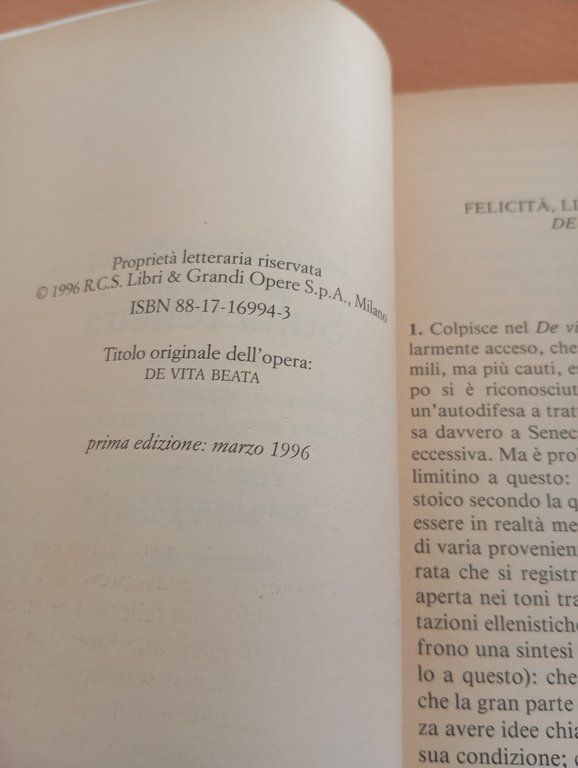 Proprietà letteraria riservata
© 1996 R.C.S. Libri & Grandi Opere S.p.A., Milano
ISBN 88-17-16994-3
Titolo originale dell'opera:
DE VITA BEATA
prima edizione: marzo 1996
FELICITÀ,
DE
1. Colpisce nel De
larmente acceso, che
mili, ma più cauti,
po si è riconosciut
un'autodifesa a tratt
sa davvero a Senec
eccessiva. Ma è pro
limitino a questo:
stoico secondo la q
essere in realtà me
di varia provenien
rata che si registr
aperta nei toni tra
tazioni ellenistich
frono una sintesi
lo a questo): che
che la gran parte
za avere idee chia
sua condizione;